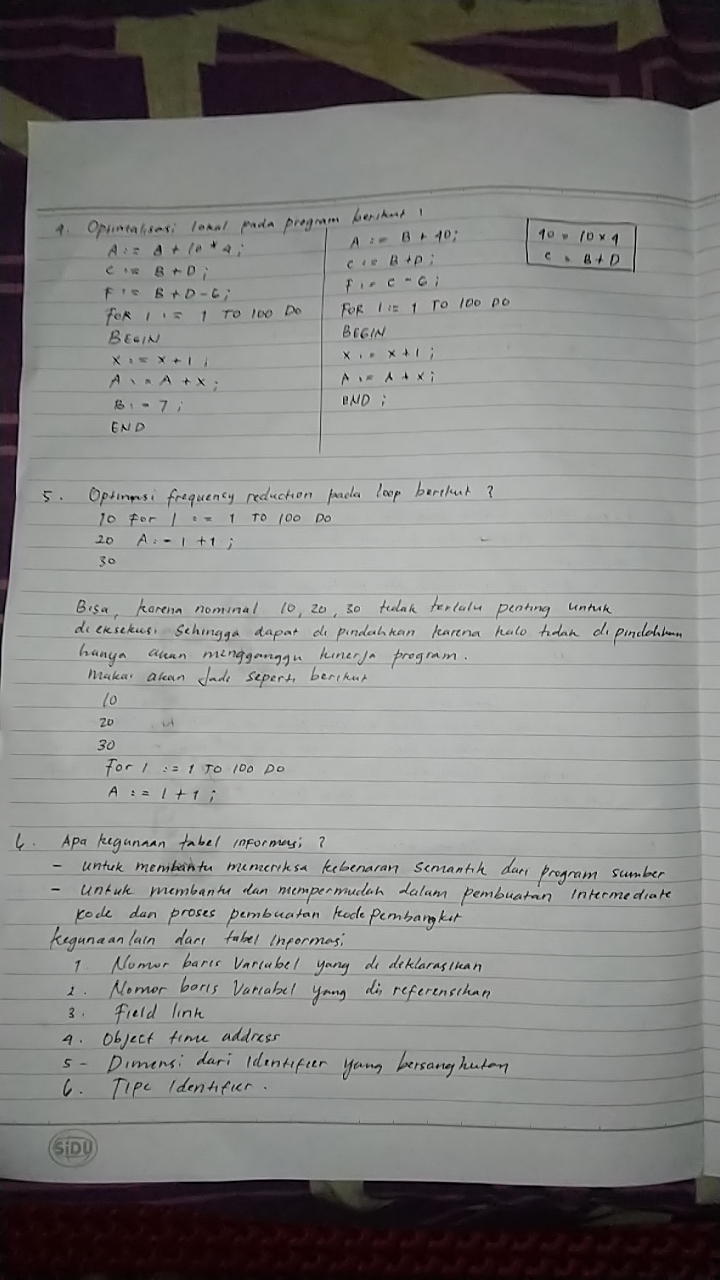 4. Optimalisasi lokal pada program berikut !
A := A + 10 * 4 ;
C := B + D ;
F := B + D - G ;
FOR I := 1 TO 100 DO
BEGIN
X := X + 1 ;
A := A + X ;
B := 7 ;
END
A := B + 40 ;
C := B + D ;
F := C - G ;
FOR I := 1 TO 100 DO
BEGIN
X := X + 1 ;
A := A + X ;
END ;
40 = 10 x 4
C = B + D
5. Optimasi frequency reduction pada loop berikut ?
10 for I := 1 TO 100 DO
20 A := I + 1 ;
30
Bisa, karena nominal 10, 20, 30 tidak terlalu penting untuk
di eksekusi sehingga dapat di pindahkan karena kalo tidak di pindahkan
hanya akan mengganggu kinerja program.
Maka akan jadi seperti berikut
10
20
30
for I := 1 TO 100 DO
A := I + 1 ;
6. Apa kegunaan tabel informasi ?
- untuk membantu memeriksa kebenaran semantik dari program sumber
- untuk membantu dan mempermudah dalam pembuatan Intermediate
kode dan proses pembuatan kode Pembangkit
kegunaan lain dari tabel Informasi
1. Nomor baris Variabel yang di deklarasikan
2. Nomor boris Variabel yang di referensikan
3. Field link
4. Object time address
5 - Dimensi dari Identifier yang bersangkutan
6. Tipe Identifier.
SiDU